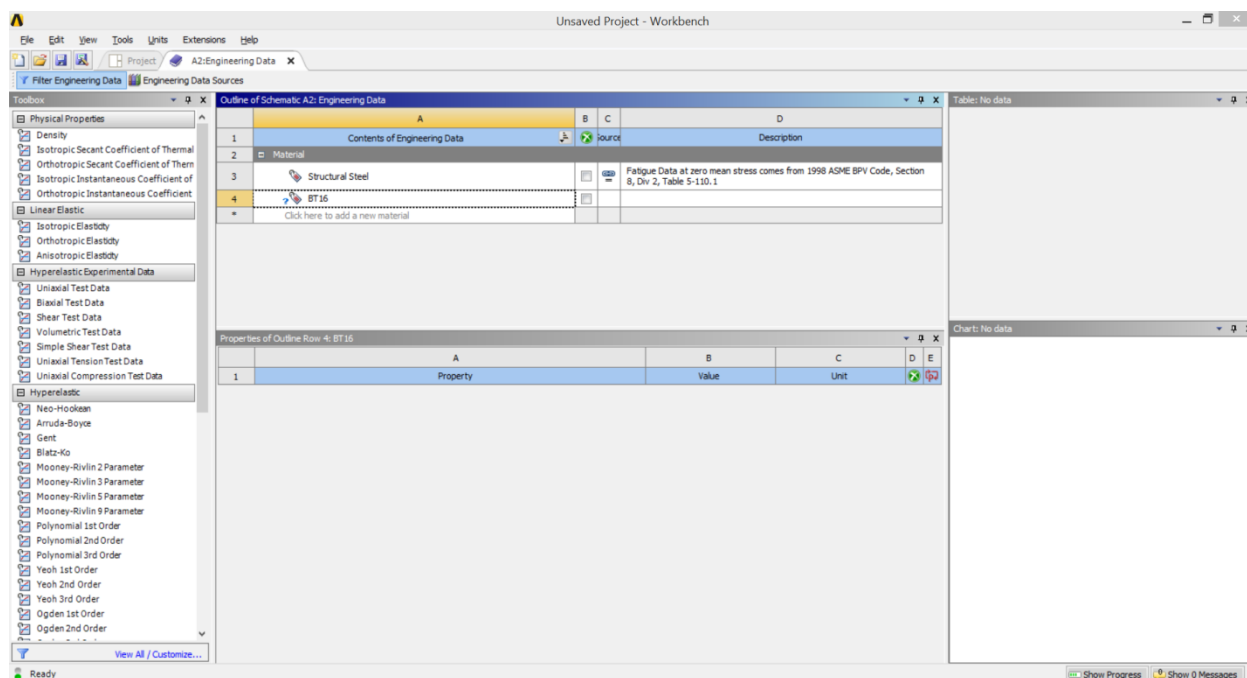 Unsaved Project - Workbench
File Edit View Tools Units Extensions Help
Project A2:Engineering Data
Filter Engineering Data Engineering Data Sources
Toolbox
Physical Properties
Density
Isotropic Secant Coefficient of Thermal
Orthotropic Secant Coefficient of Therm
Isotropic Instantaneous Coefficient of
Orthotropic Instantaneous Coefficient
Linear Elastic
Isotropic Elasticity
Orthotropic Elasticity
Anisotropic Elasticity
Hyperelastic Experimental Data
Uniaxial Test Data
Biaxial Test Data
Shear Test Data
Volumetric Test Data
Simple Shear Test Data
Uniaxial Tension Test Data
Uniaxial Compression Test Data
Hyperelastic
Neo-Hookean
Arruda-Boyce
Gent
Blatz-Ko
Mooney-Rivlin 2 Parameter
Mooney-Rivlin 3 Parameter
Mooney-Rivlin 5 Parameter
Mooney-Rivlin 9 Parameter
Polynomial 1st Order
Polynomial 2nd Order
Polynomial 3rd Order
Yeoh 1st Order
Yeoh 2nd Order
Yeoh 3rd Order
Ogden 1st Order
Ogden 2nd Order
View All / Customize...
Outline of Schematic A2: Engineering Data
A B C D
1 Contents of Engineering Data Source Description
2 Material
3 Structural Steel Fatigue Data at zero mean stress comes from 1998 ASME BPV Code, Section
8, Div 2, Table 5-110.1
4 ? BT16
* Click here to add a new material
Properties of Outline Row 4: BT16
A B C D E
1 Property Value Unit
Table: No data
Chart: No data
Ready Show Progress Show 0 Messages